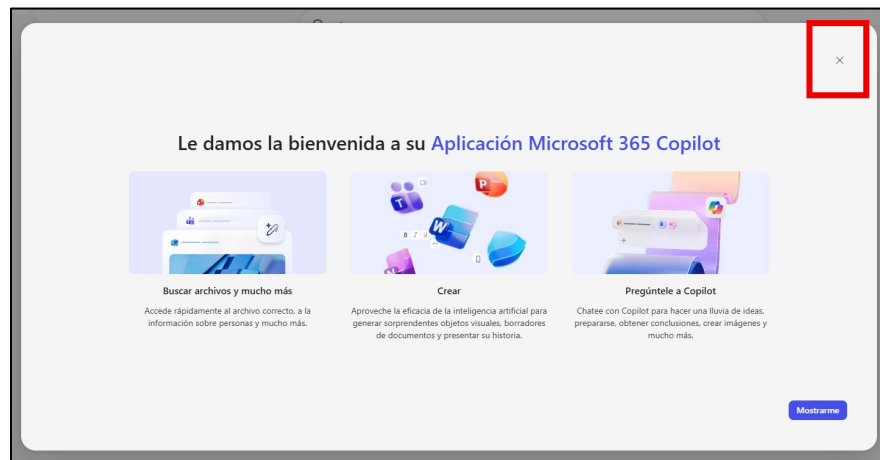 Le damos la bienvenida a su Aplicación Microsoft 365 Copilot
Buscar archivos y mucho más
Accede rápidamente al archivo correcto, a la
información sobre personas y mucho más.
Crear
Aproveche la eficacia de la inteligencia artificial para
generar sorprendentes objetos visuales, borradores
de documentos y presentar su historia.
Pregúntele a Copilot
Chatee con Copilot para hacer una lluvia de ideas,
prepararse, obtener conclusiones, crear imágenes y
mucho más.
Mostrarme